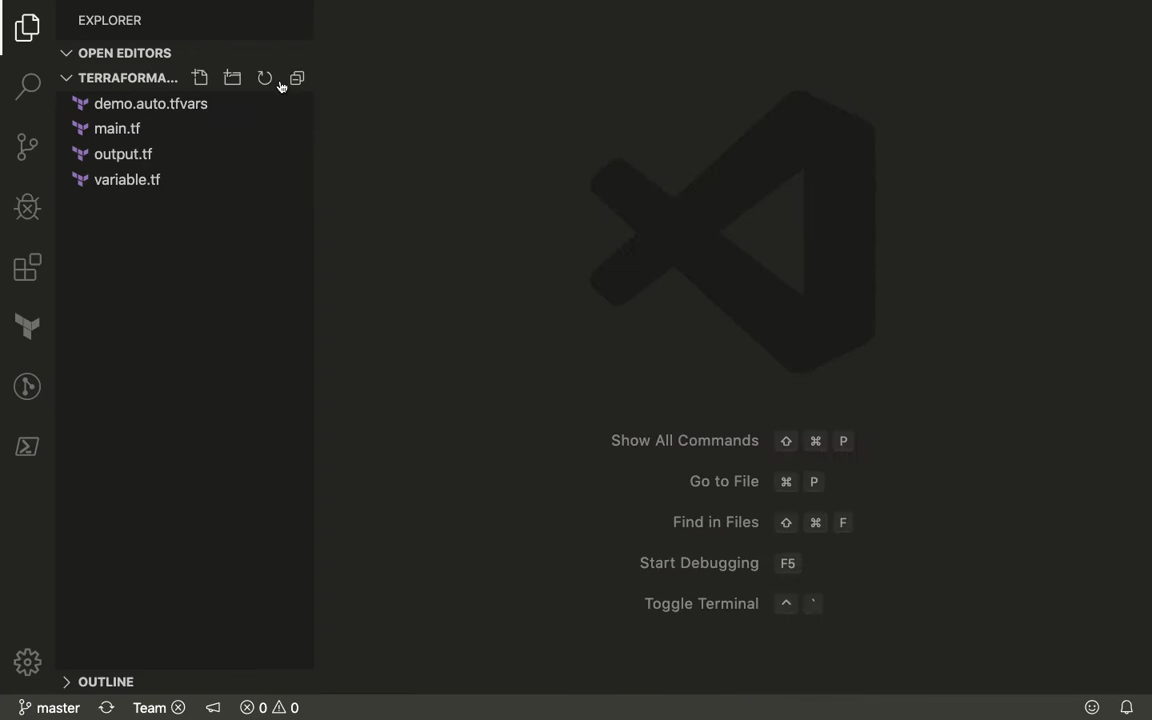 EXPLORER
OPEN EDITORS
TERRAFORMA...
demo.auto.tfvars
main.tf
output.tf
variable.tf
Show All Commands ⇧ ⌘ P
Go to File ⌘ P
Find in Files ⇧ ⌘ F
Start Debugging F5
Toggle Terminal ^ `
OUTLINE
master Team 0 0